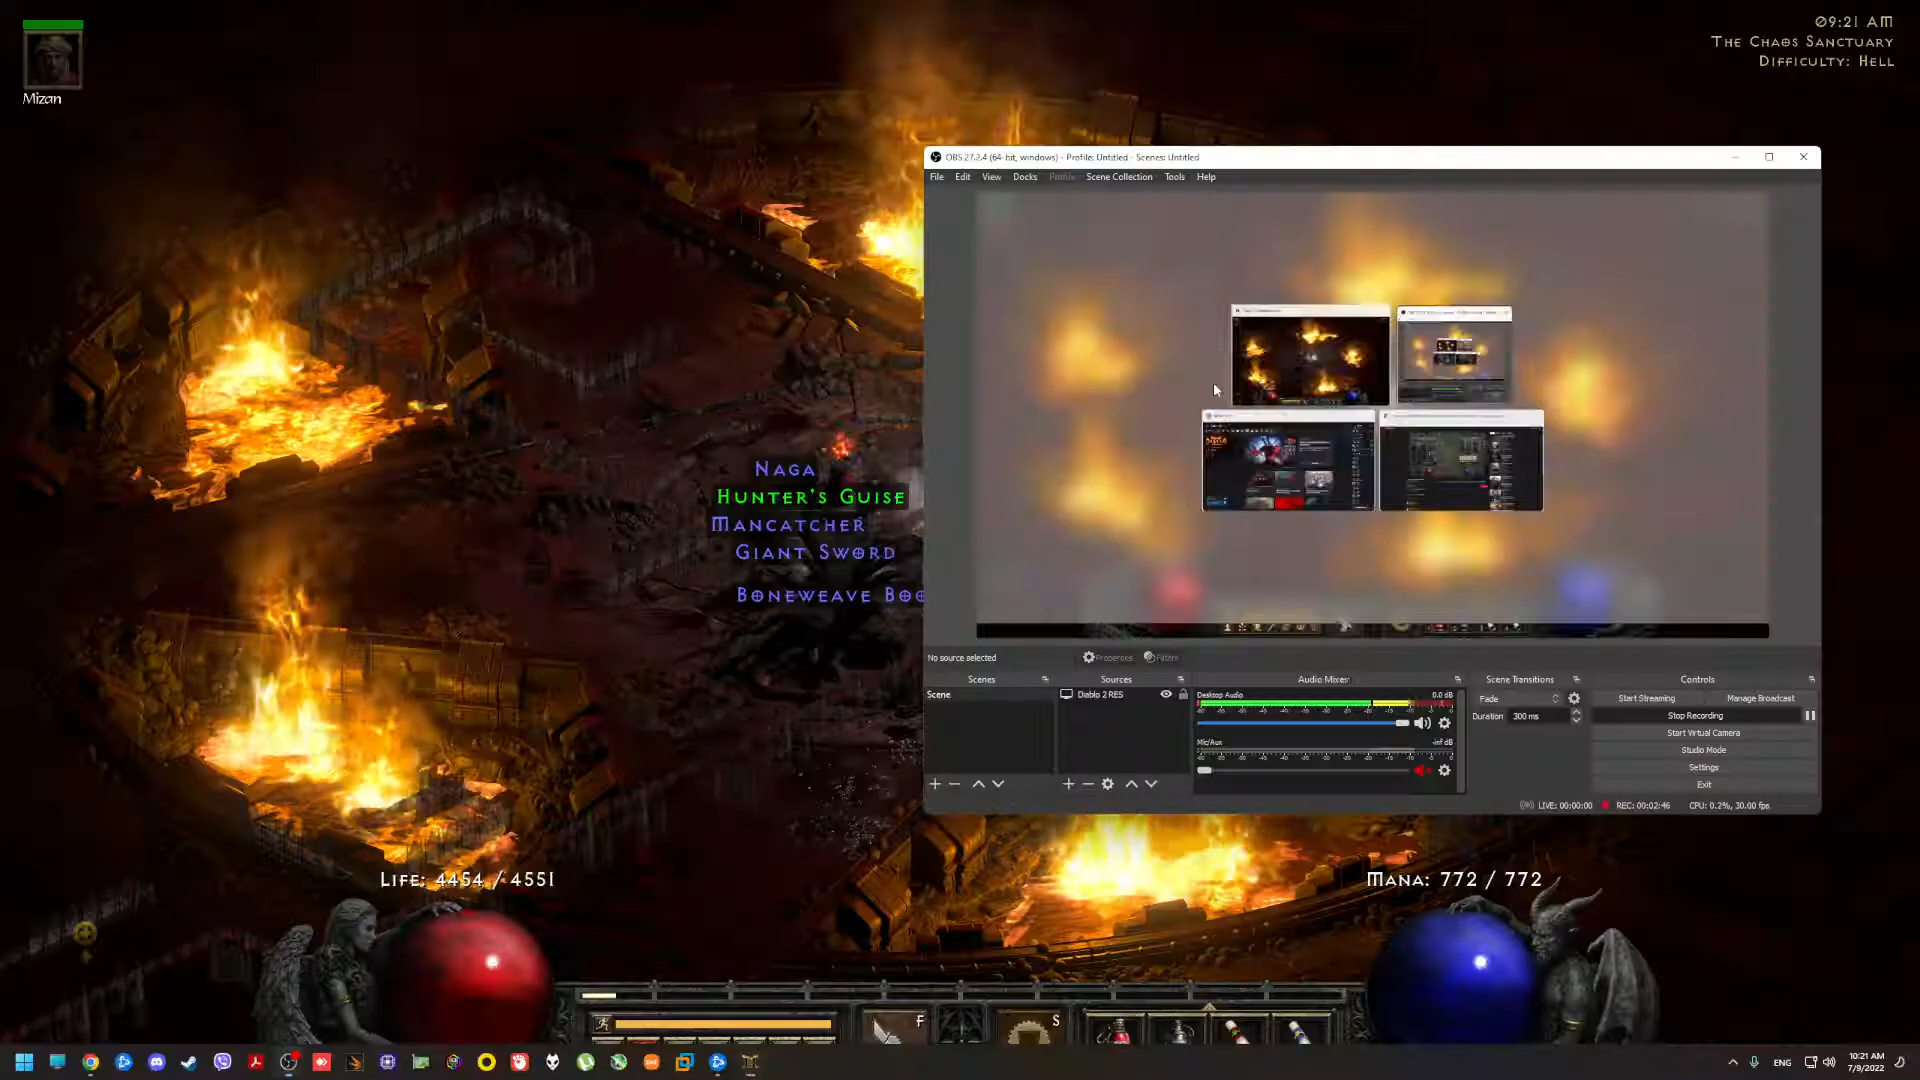 09:21 AM
The Chaos Sanctuary
Difficulty: Hell
Mizan
OBS 27.2.4 (64-bit, windows) - Profile: Untitled - Scenes: Untitled
File Edit View Docks Profile Scene Collection Tools Help
Naga
Hunter's Guise
Mancatcher
Giant Sword
Boneweave Boo
No source selected
Properties
Filters
Scenes
Sources
Audio Mixer
Scene Transitions
Controls
Scene
Diablo 2 RES
Desktop Audio
0.0 dB
Mic/Aux
-inf dB
Fade
Duration 300 ms
Start Streaming
Manage Broadcast
Stop Recording
Start Virtual Camera
Studio Mode
Settings
Exit
LIVE: 00:00:00
REC: 00:02:46
CPU: 0.2%, 30.00 fps
Life: 4454 / 4551
Mana: 772 / 772
F
S
ENG
10:21 AM
7/9/2022